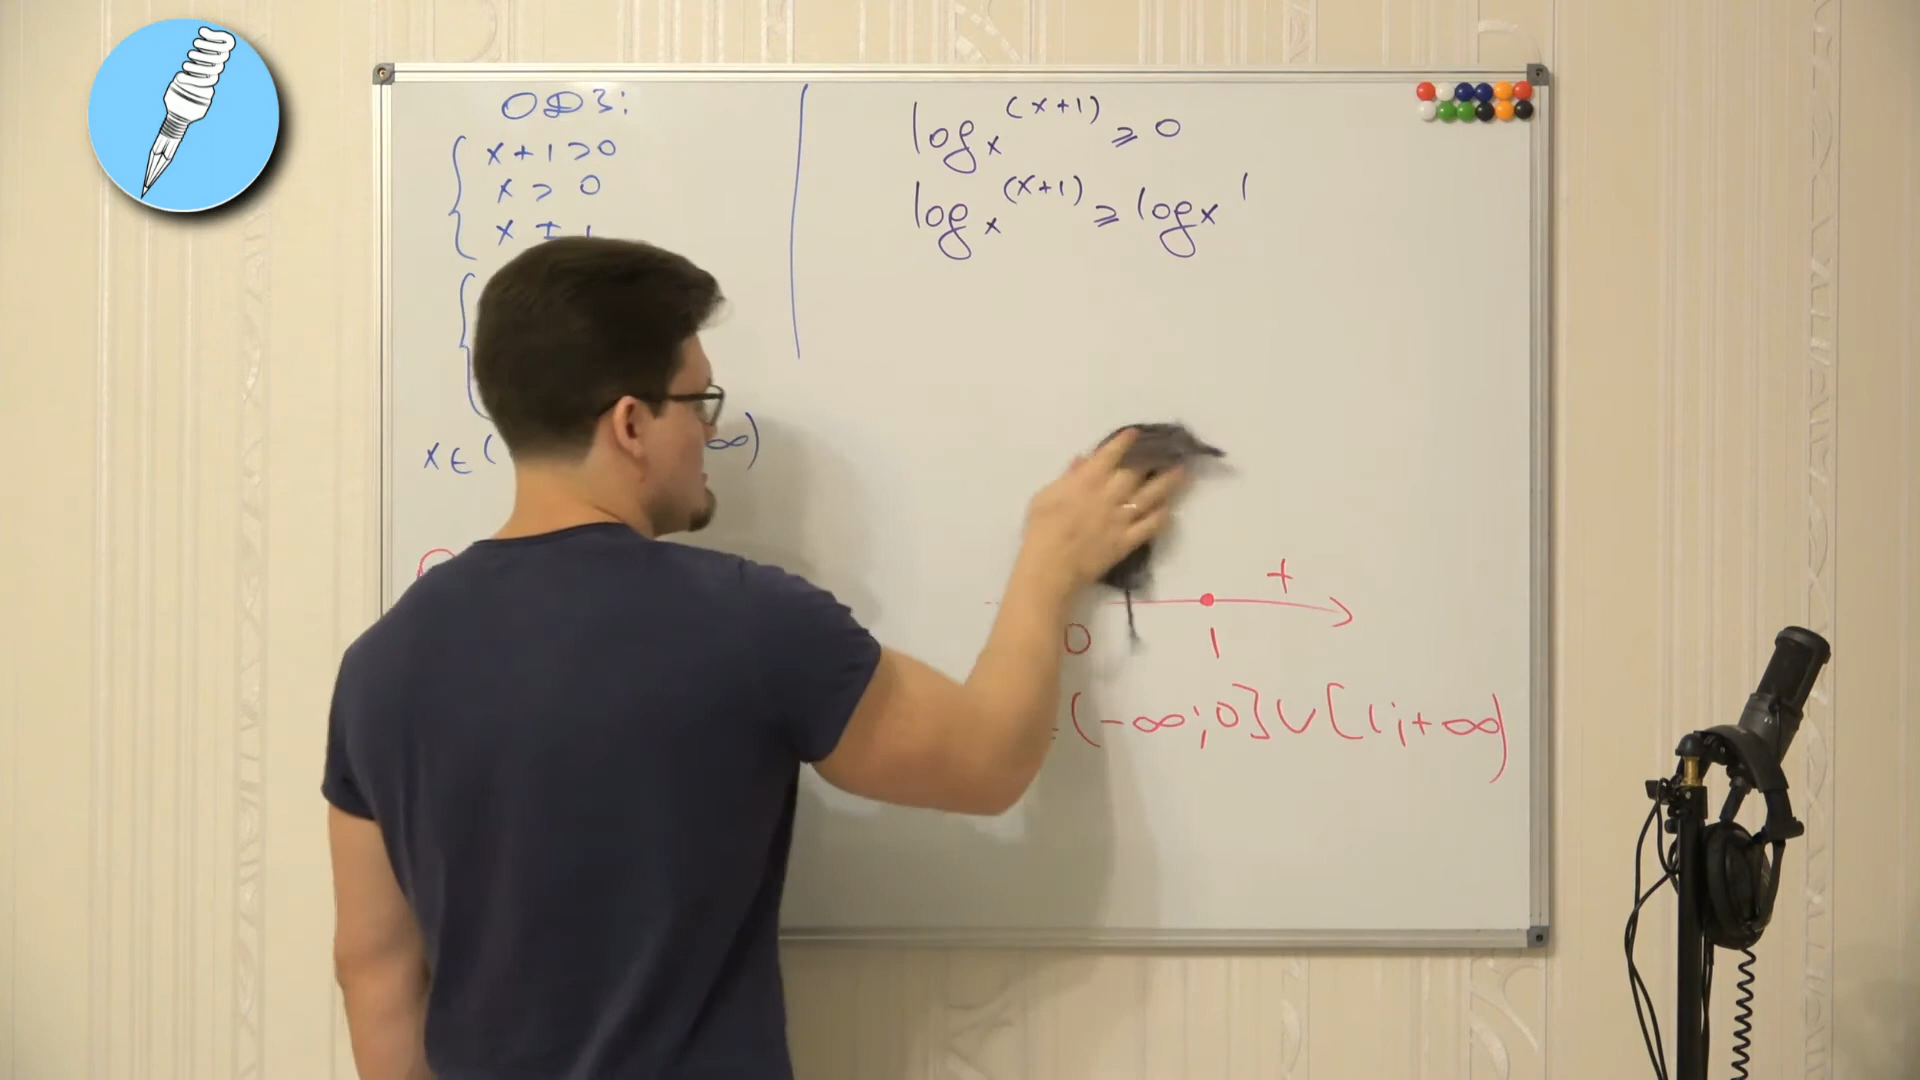 ОДЗ:
x + 1 > 0
x > 0
x ≠ 1
x ∈ ( ∞)
log_x (x+1) ≥ 0
log_x (x+1) ≥ log_x 1
+
0 1
(-∞; 0] ∪ [1; +∞)